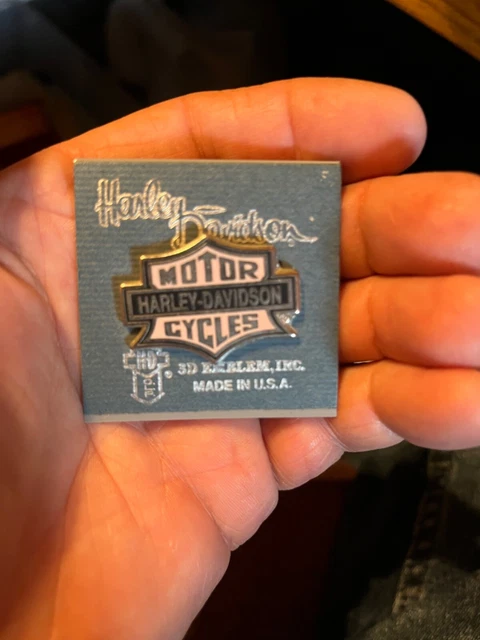 Harley Davidson
MOTOR
HARLEY-DAVIDSON
CYCLES
3D EMBLEM, INC.
MADE IN U.S.A.